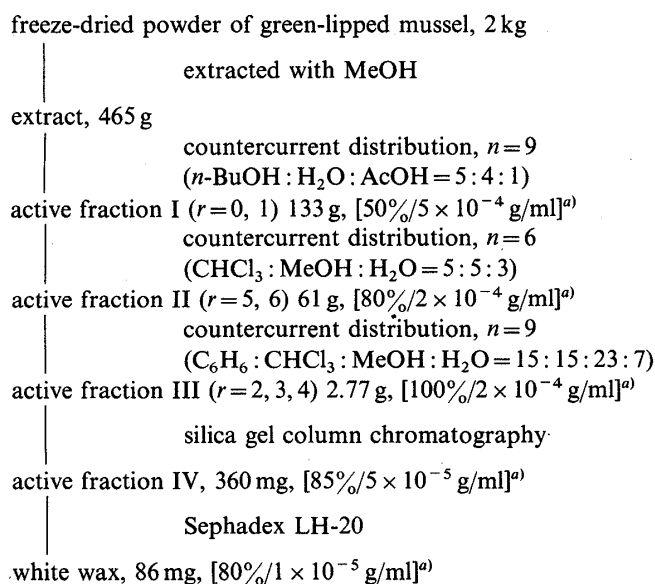 freeze-dried powder of green-lipped mussel, 2 kg
extracted with MeOH
extract, 465 g
countercurrent distribution, n = 9
(n-BuOH : H₂O : AcOH = 5 : 4 : 1)
active fraction I (r = 0, 1) 133 g, [50%/5 × 10⁻⁴ g/ml]ᵃ⁾
countercurrent distribution, n = 6
(CHCl₃ : MeOH : H₂O = 5 : 5 : 3)
active fraction II (r = 5, 6) 61 g, [80%/2 × 10⁻⁴ g/ml]ᵃ⁾
countercurrent distribution, n = 9
(C₆H₆ : CHCl₃ : MeOH : H₂O = 15 : 15 : 23 : 7)
active fraction III (r = 2, 3, 4) 2.77 g, [100%/2 × 10⁻⁴ g/ml]ᵃ⁾
silica gel column chromatography
active fraction IV, 360 mg, [85%/5 × 10⁻⁵ g/ml]ᵃ⁾
Sephadex LH-20
white wax, 86 mg, [80%/1 × 10⁻⁵ g/ml]ᵃ⁾